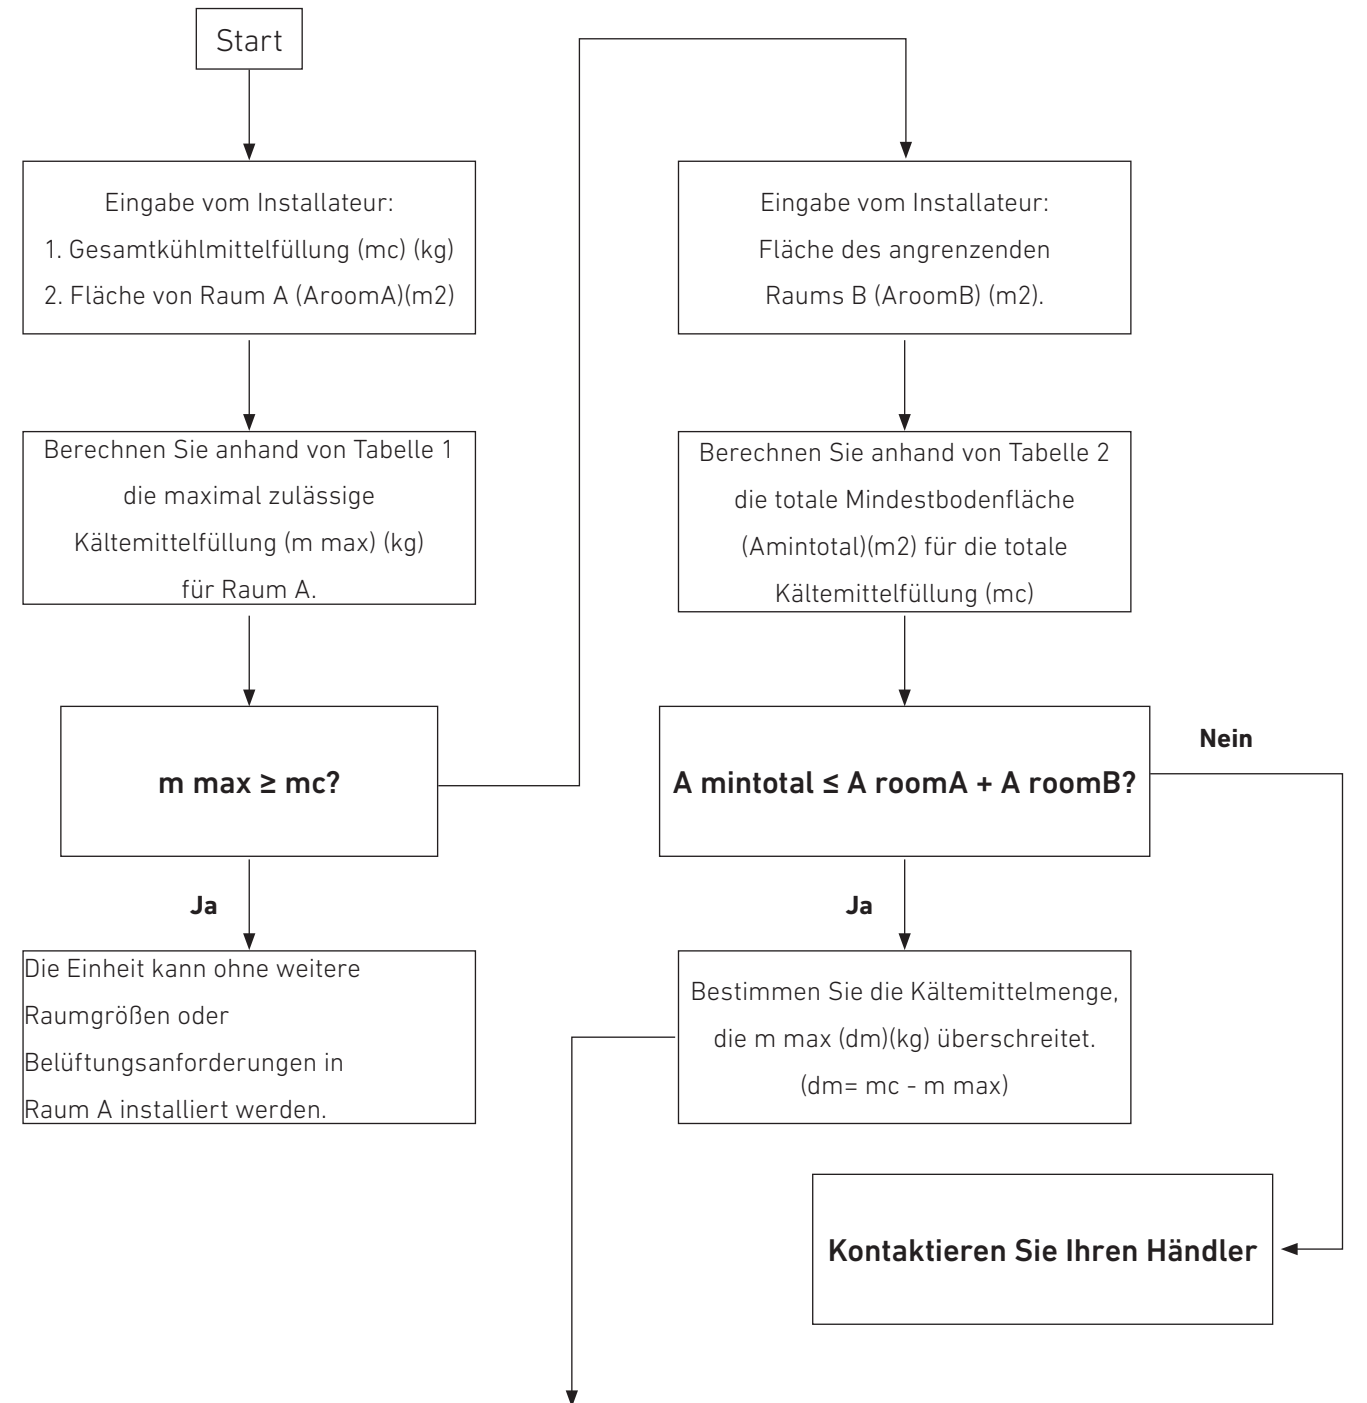 Start
Eingabe vom Installateur:
1. Gesamtkühlmittelfüllung (mc) (kg)
2. Fläche von Raum A (AroomA)(m2)
Berechnen Sie anhand von Tabelle 1
die maximal zulässige
Kältemittelfüllung (m max) (kg)
für Raum A.
m max ≥ mc?
Ja
Die Einheit kann ohne weitere
Raumgrößen oder
Belüftungsanforderungen in
Raum A installiert werden.
Eingabe vom Installateur:
Fläche des angrenzenden
Raums B (AroomB) (m2).
Berechnen Sie anhand von Tabelle 2
die totale Mindestbodenfläche
(Amintotal)(m2) für die totale
Kältemittelfüllung (mc)
A mintotal ≤ A roomA + A roomB?
Nein
Ja
Bestimmen Sie die Kältemittelmenge,
die m max (dm)(kg) überschreitet.
(dm= mc - m max)
Kontaktieren Sie Ihren Händler